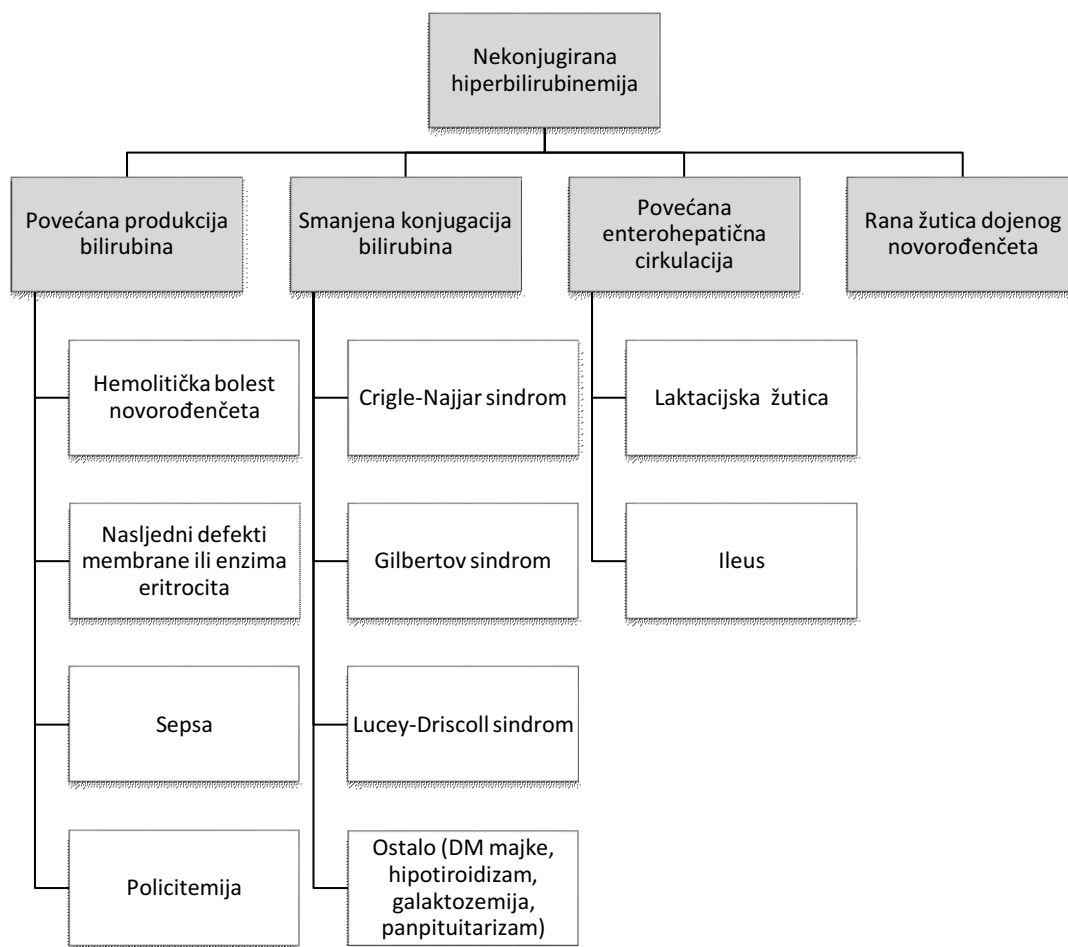 Nekonjugirana
hiperbilirubinemija
Povećana produkcija
bilirubina
Smanjena konjugacija
bilirubina
Povećana
enterohepatična
cirkulacija
Rana žutica dojenog
novorođenčeta
Hemolitička bolest
novorođenčeta
Crigle-Najjar sindrom
Laktacijska žutica
Nasljedni defekti
membrane ili enzima
eritrocita
Gilbertov sindrom
Ileus
Sepsa
Lucey-Driscoll sindrom
Policitemija
Ostalo (DM majke,
hipotiroidizam,
galaktozemija,
panpituitarizam)